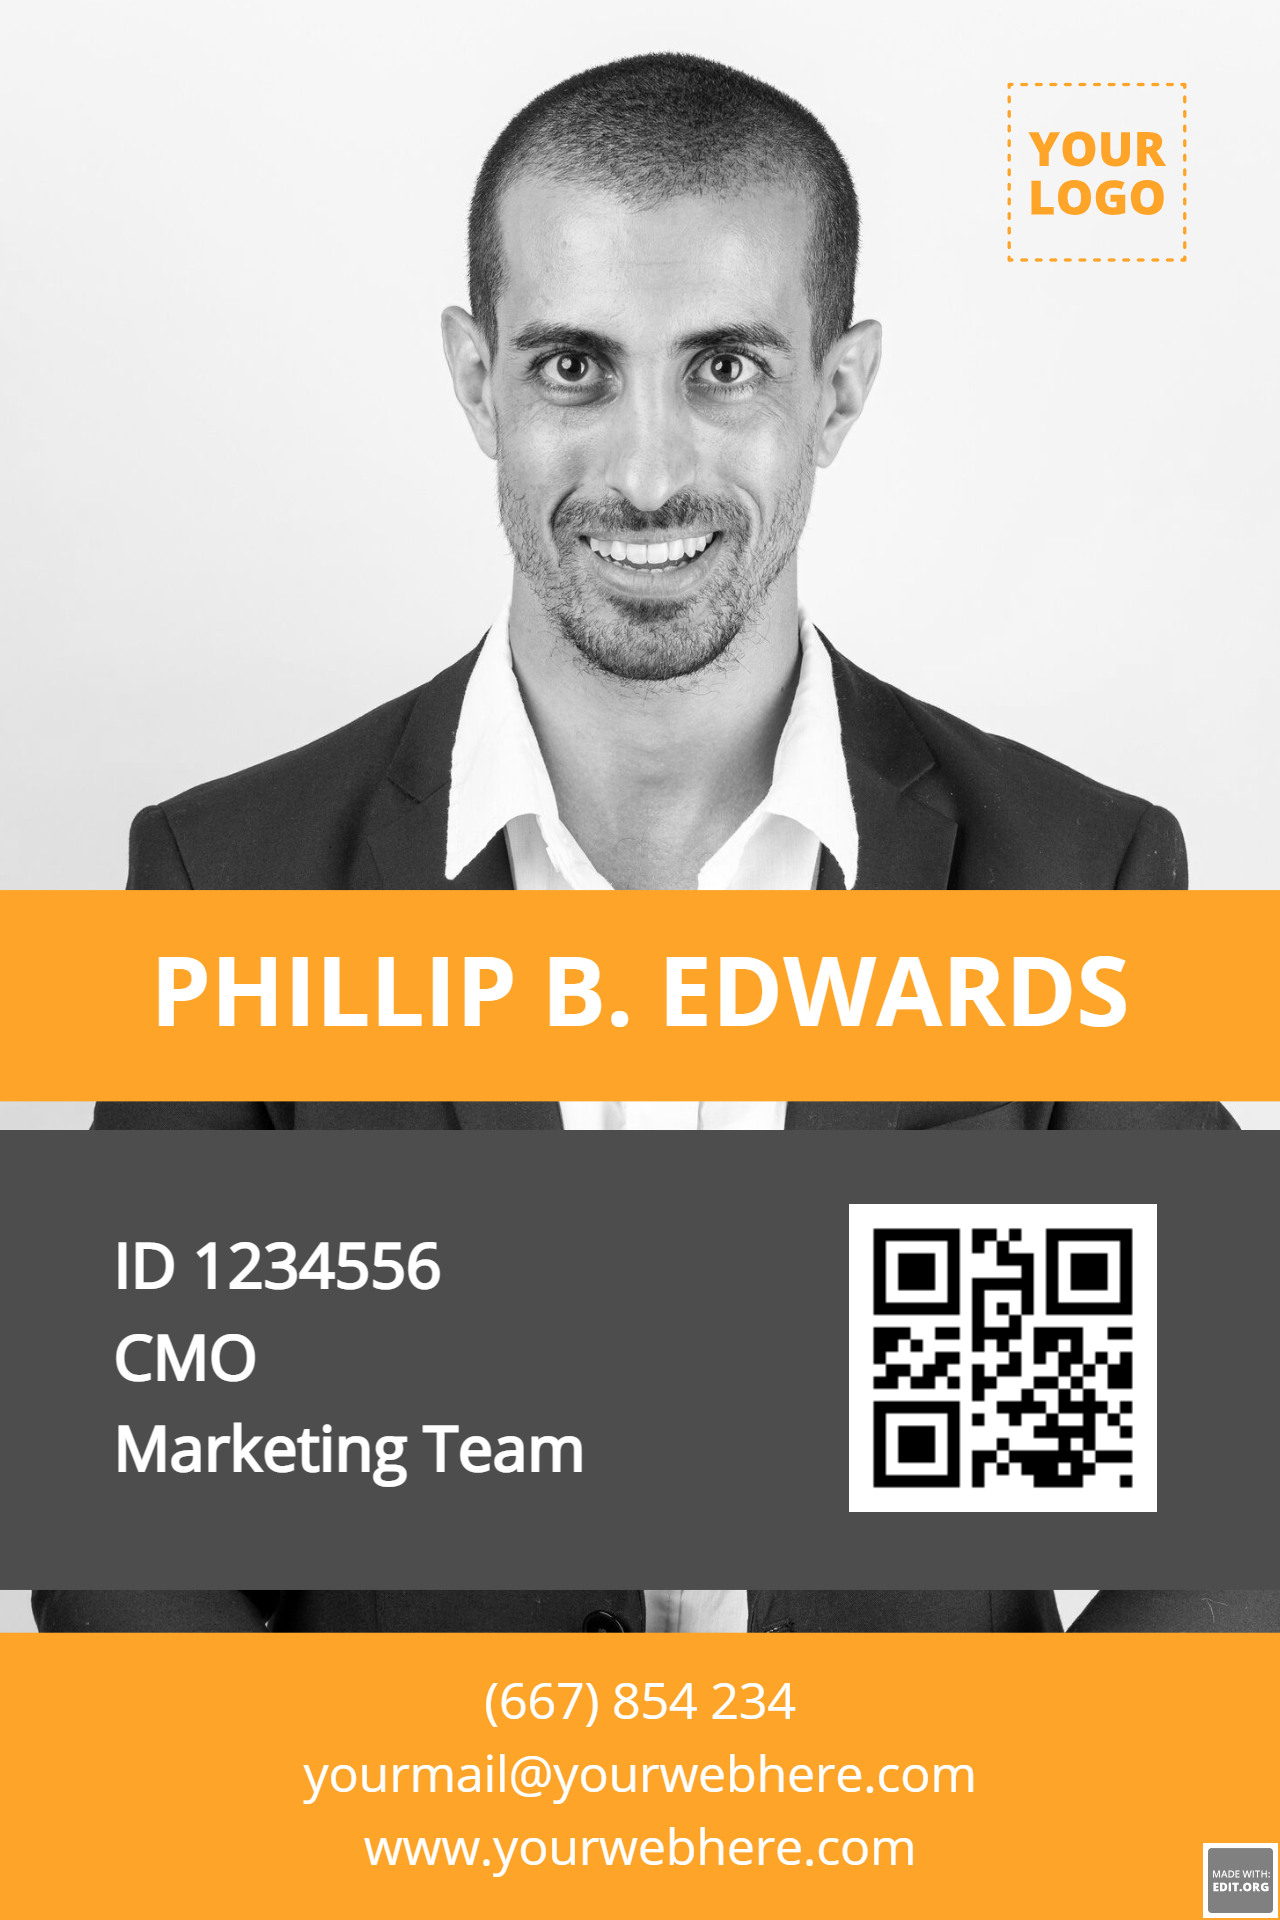 YOUR
LOGO
PHILLIP B. EDWARDS
ID 1234556
CMO
Marketing Team
(667) 854 234
yourmail@yourwebhere.com
www.yourwebhere.com
MADE WITH:
EDIT.ORG